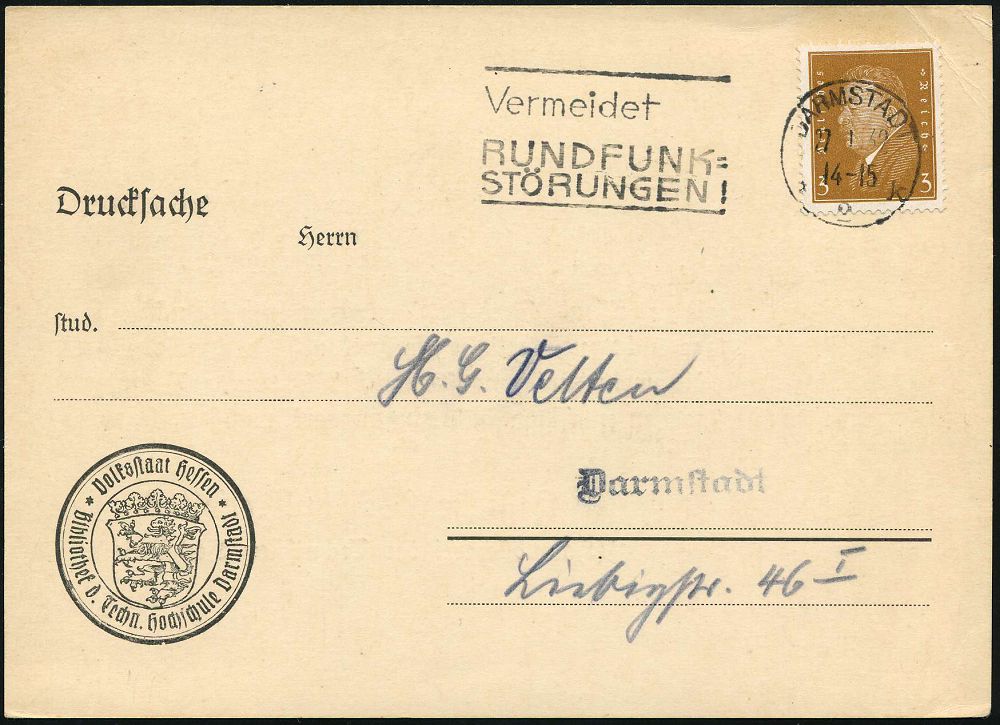 Vermeidet
RUNDFUNK=
STÖRUNGEN!
Deutsches Reich
3 3
DARMSTADT
14-15
Druckſache
Herrn
ſtud.
H. G. Velten
Darmſtadt
Liebigſtr. 46 I
* Volksſtaat Heſſen *
Bibliothek d. Techn. Hochſchule Darmſtadt